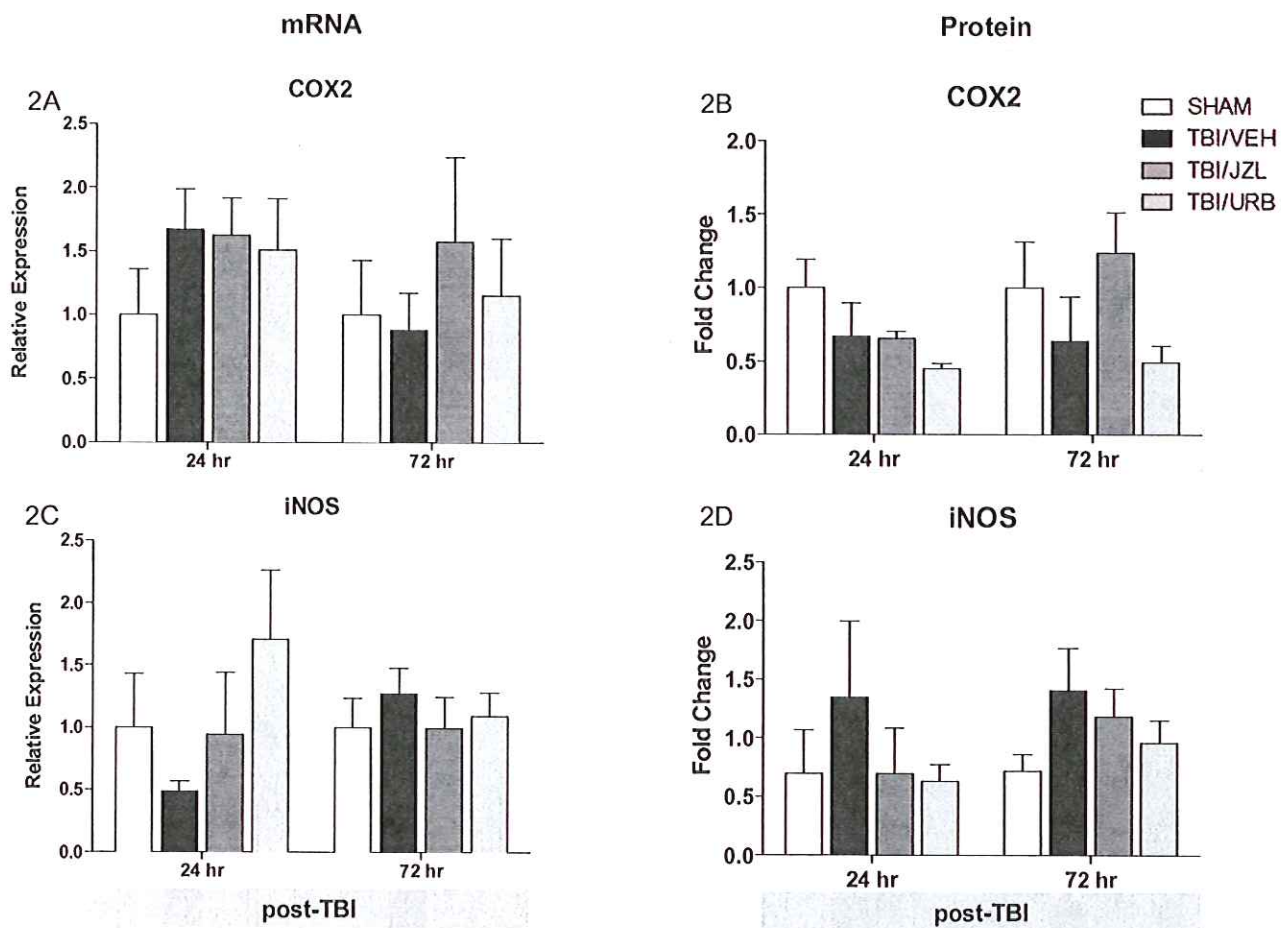 mRNA
Protein
2A
COX2
2.5
2.0
1.5
1.0
0.5
0.0
Relative Expression
24 hr
72 hr
2B
COX2
SHAM
TBI/VEH
TBI/JZL
TBI/URB
2.0
1.5
1.0
0.5
0.0
Fold Change
24 hr
72 hr
2C
iNOS
2.5
2.0
1.5
1.0
0.5
0.0
Relative Expression
24 hr
72 hr
post-TBI
2D
iNOS
2.5
2.0
1.5
1.0
0.5
0.0
Fold Change
24 hr
72 hr
post-TBI